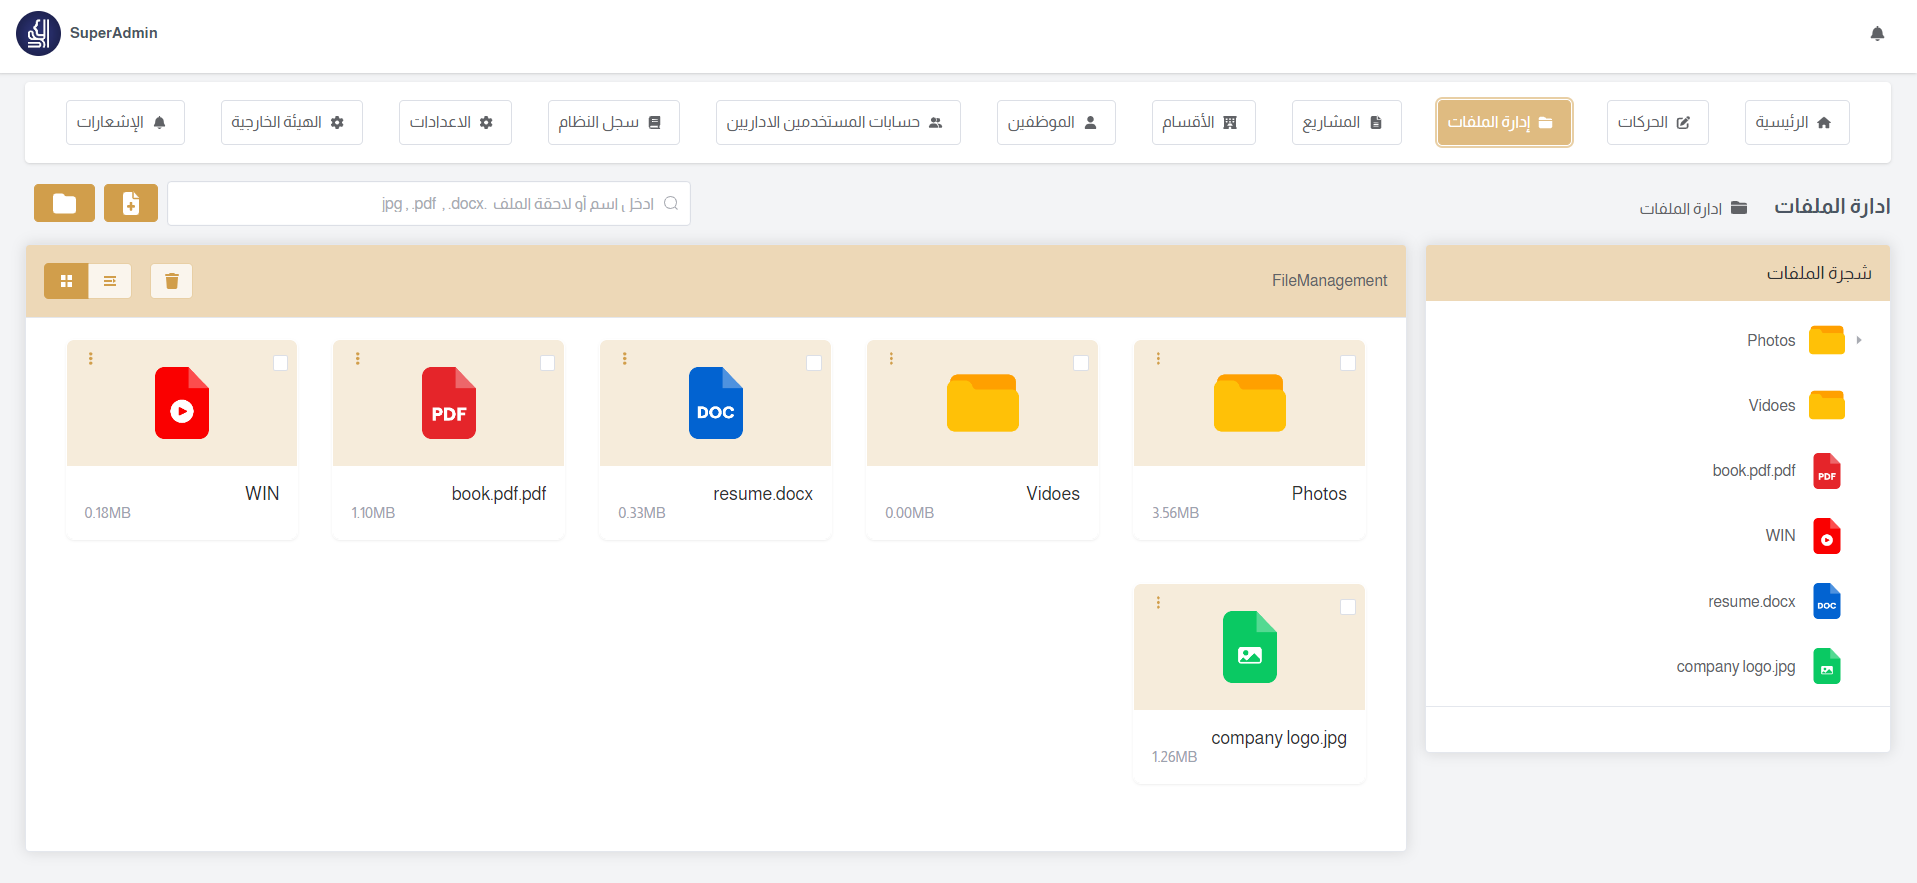 SuperAdmin
الرئيسية
الحركات
إدارة الملفات
المشاريع
الأقسام
الموظفين
حسابات المستخدمين الاداريين
سجل النظام
الاعدادات
الهيئة الخارجية
الإشعارات
ادارة الملفات
ادارة الملفات
ادخل اسم أو لاحقة الملف .jpg , .pdf , .docx
شجرة الملفات
Photos
Vidoes
book.pdf.pdf
WIN
resume.docx
company logo.jpg
FileManagement
Photos
3.56MB
Vidoes
0.00MB
DOC
resume.docx
0.33MB
PDF
book.pdf.pdf
1.10MB
WIN
0.18MB
company logo.jpg
1.26MB
PDF
DOC